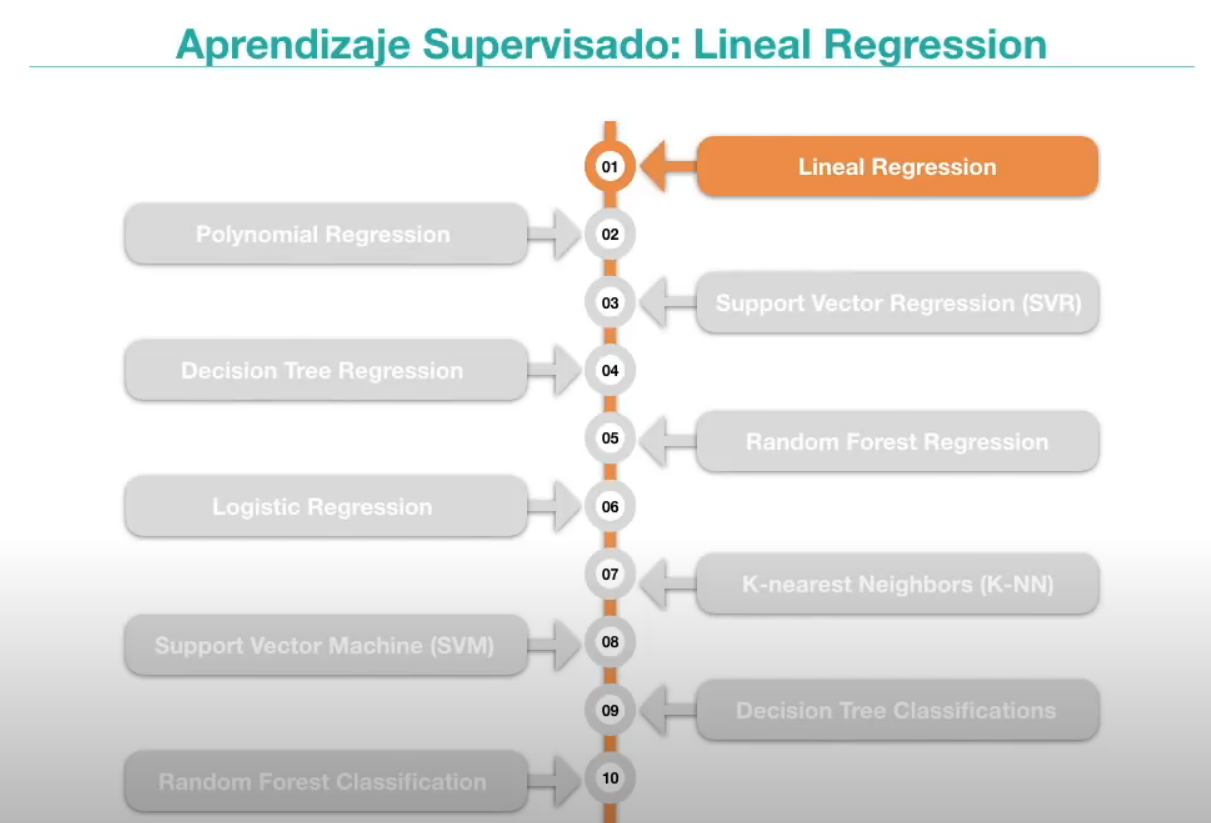 Aprendizaje Supervisado: Lineal Regression
01
Lineal Regression
Polynomial Regression
02
03
Support Vector Regression (SVR)
Decision Tree Regression
04
05
Random Forest Regression
Logistic Regression
06
07
K-nearest Neighbors (K-NN)
Support Vector Machine (SVM)
08
09
Decision Tree Classifications
Random Forest Classification
10